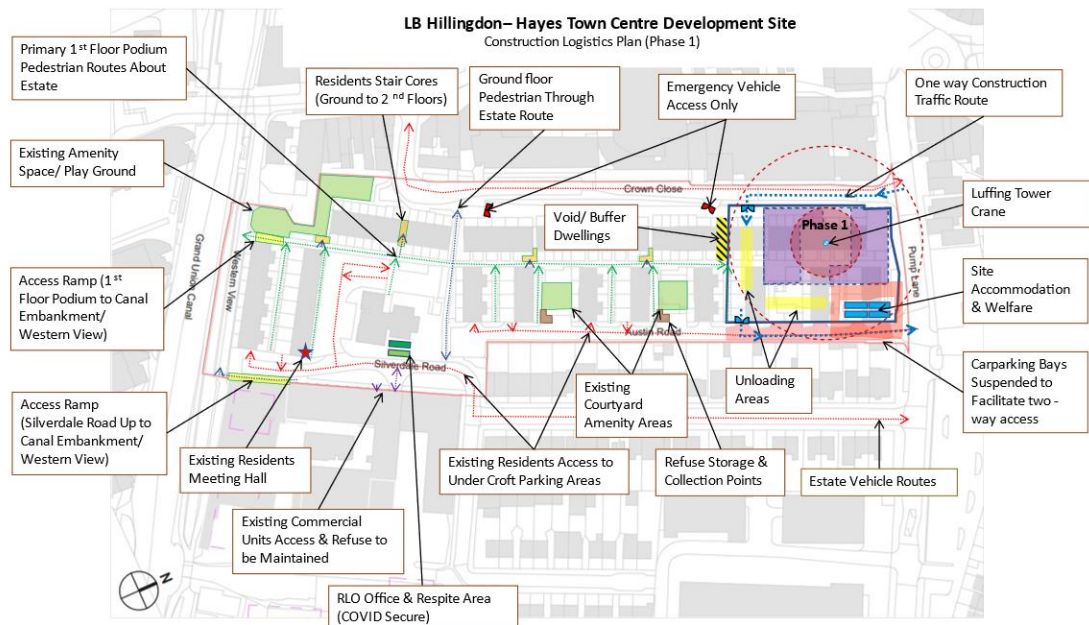 LB Hillingdon– Hayes Town Centre Development Site
Construction Logistics Plan (Phase 1)
Primary 1st Floor Podium
Pedestrian Routes About
Estate
Residents Stair Cores
(Ground to 2 nd Floors)
Ground floor
Pedestrian Through
Estate Route
Emergency Vehicle
Access Only
One way Construction
Traffic Route
Existing Amenity
Space/ Play Ground
Crown Close
Luffing Tower
Crane
Void/ Buffer
Dwellings
Phase 1
Grand Union Canal
Western View
Pump Lane
Access Ramp (1st
Floor Podium to Canal
Embankment/
Western View)
Site
Accommodation
& Welfare
Austin Road
Silverdale Road
Carparking Bays
Suspended to
Facilitate two -
way access
Access Ramp
(Silverdale Road Up to
Canal Embankment/
Western View)
Existing Residents
Meeting Hall
Existing Residents Access to
Under Croft Parking Areas
Existing
Courtyard
Amenity Areas
Unloading
Areas
Refuse Storage &
Collection Points
Estate Vehicle Routes
Existing Commercial
Units Access & Refuse to
be Maintained
RLO Office & Respite Area
(COVID Secure)
N